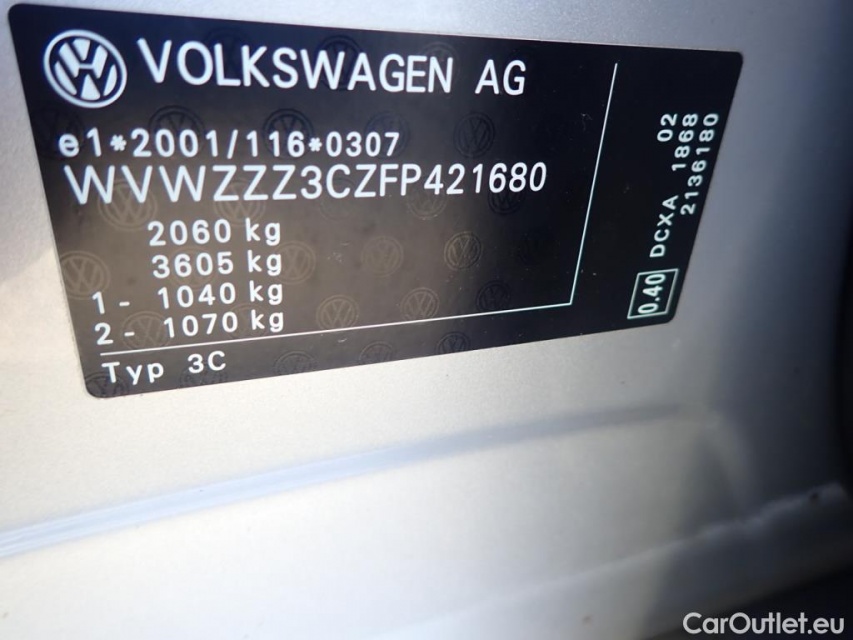 VOLKSWAGEN AG
e1*2001/116*0307
WVWZZZ3CZFP421680
2060 kg
3605 kg
1 - 1040 kg
2 - 1070 kg
Typ 3C
0.40 DCXA 1868 02
2136180
CarOutlet.eu